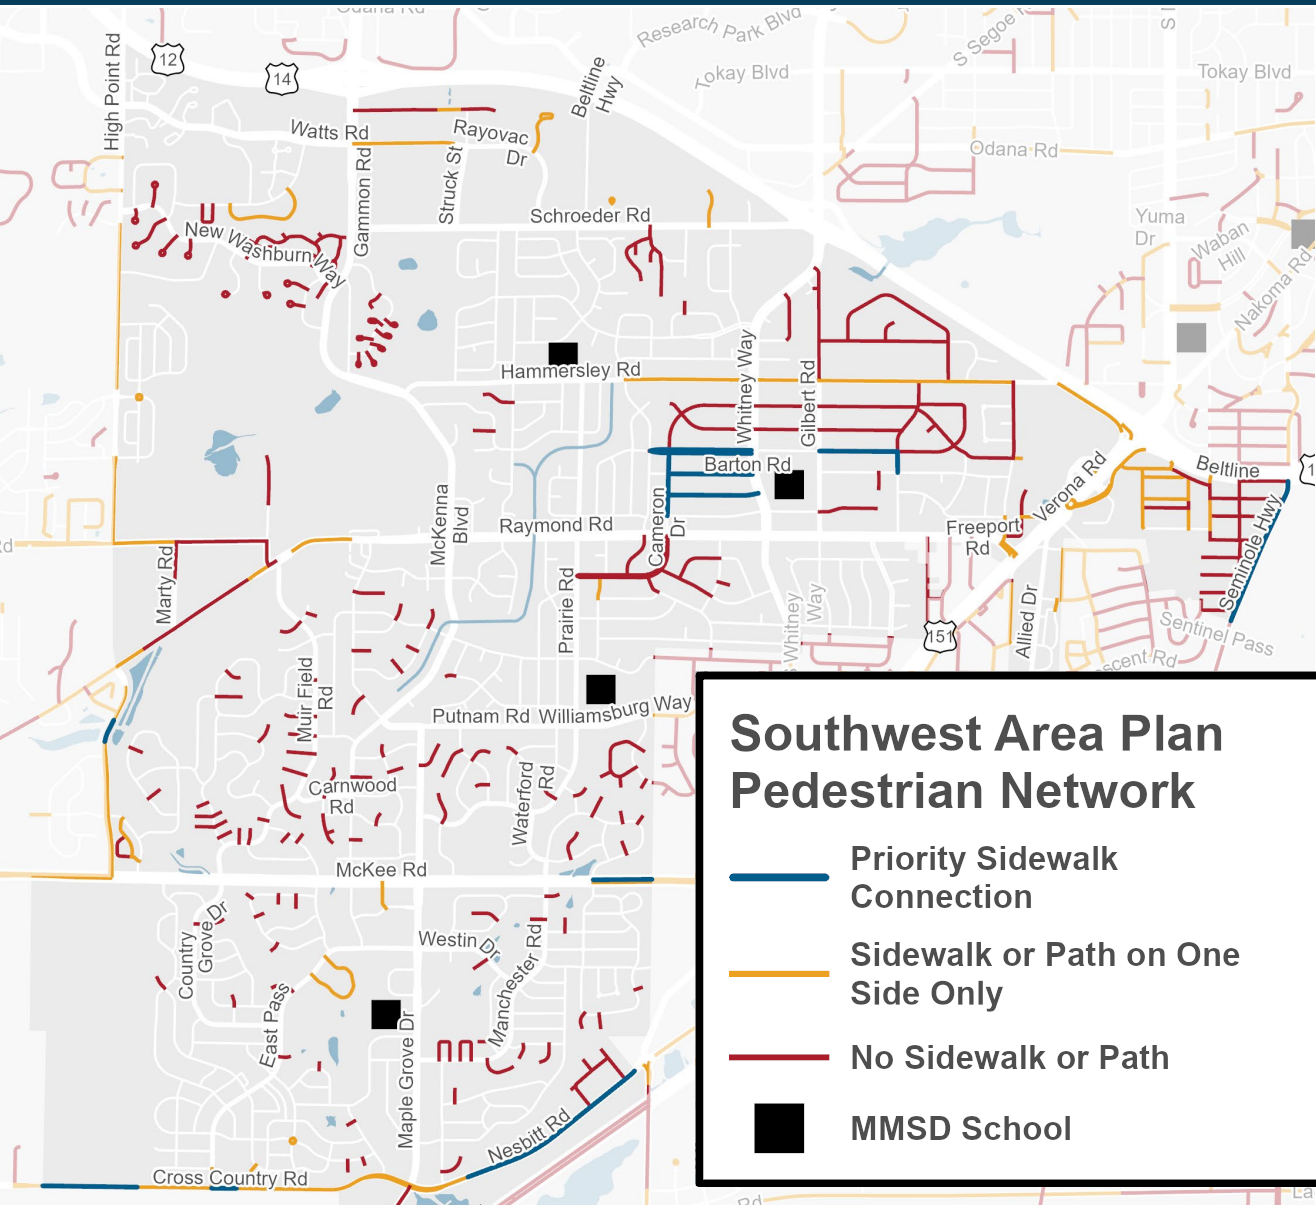 Odana Rd
Research Park Blvd
S Segoe
Tokay Blvd
Tokay Blvd
High Point Rd
12
14
Beltline
Hwy
Watts Rd
Rayovac
Dr
Gammon Rd
Struck St
Odana Rd
Schroeder Rd
New Washburn Way
Yuma
Dr
Waban
Hill
Nakoma Rd
Hammersley Rd
Whitney Way
Gilbert Rd
Barton Rd
Verona Rd
Beltline
McKenna
Blvd
Raymond Rd
Cameron
Dr
Freeport
Rd
Seminole Hwy
Marty Rd
Prairie Rd
Whitney
Way
151
Allied Dr
Sentinel Pass
scent Rd
Muir Field
Rd
Putnam Rd
Williamsburg Way
Carnwood
Rd
Waterford
Rd
McKee Rd
Country
Grove Dr
Westin Dr
Manchester Rd
East Pass
Maple Grove Dr
Nesbitt Rd
Cross Country Rd
Rd
Southwest Area Plan
Pedestrian Network
Priority Sidewalk
Connection
Sidewalk or Path on One
Side Only
No Sidewalk or Path
MMSD School